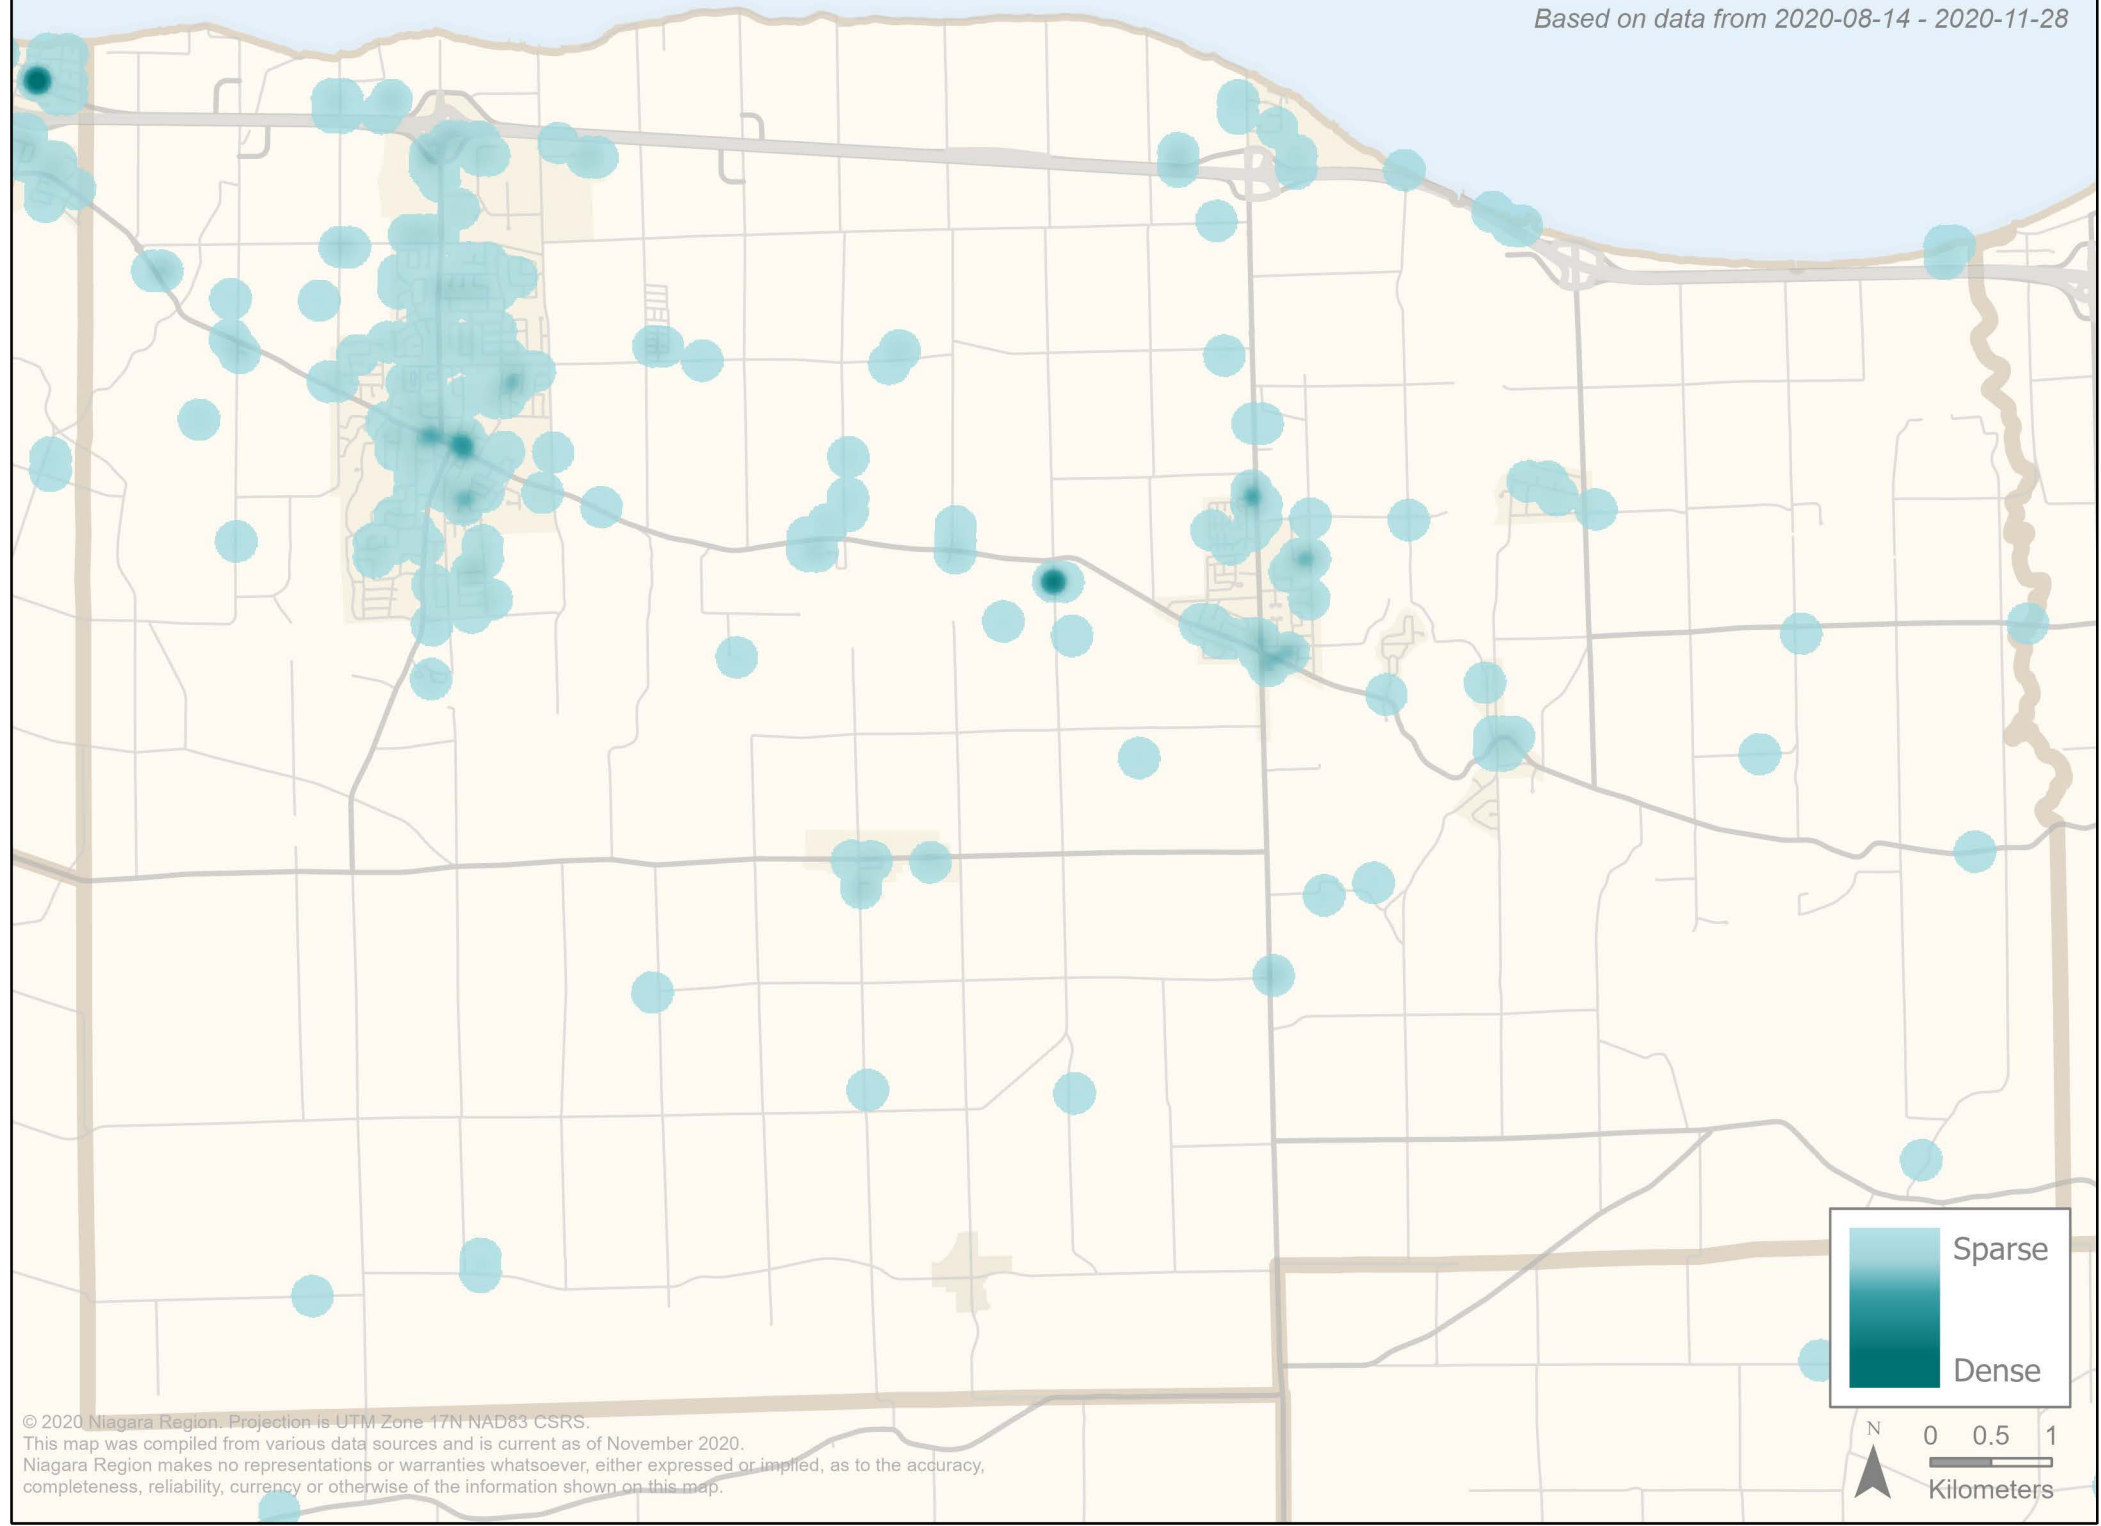 Based on data from 2020-08-14 - 2020-11-28
Sparse
Dense
N
0 0.5 1
Kilometers
© 2020 Niagara Region. Projection is UTM Zone 17N NAD83 CSRS.
This map was compiled from various data sources and is current as of November 2020.
Niagara Region makes no representations or warranties whatsoever, either expressed or implied, as to the accuracy,
completeness, reliability, currency or otherwise of the information shown on this map.